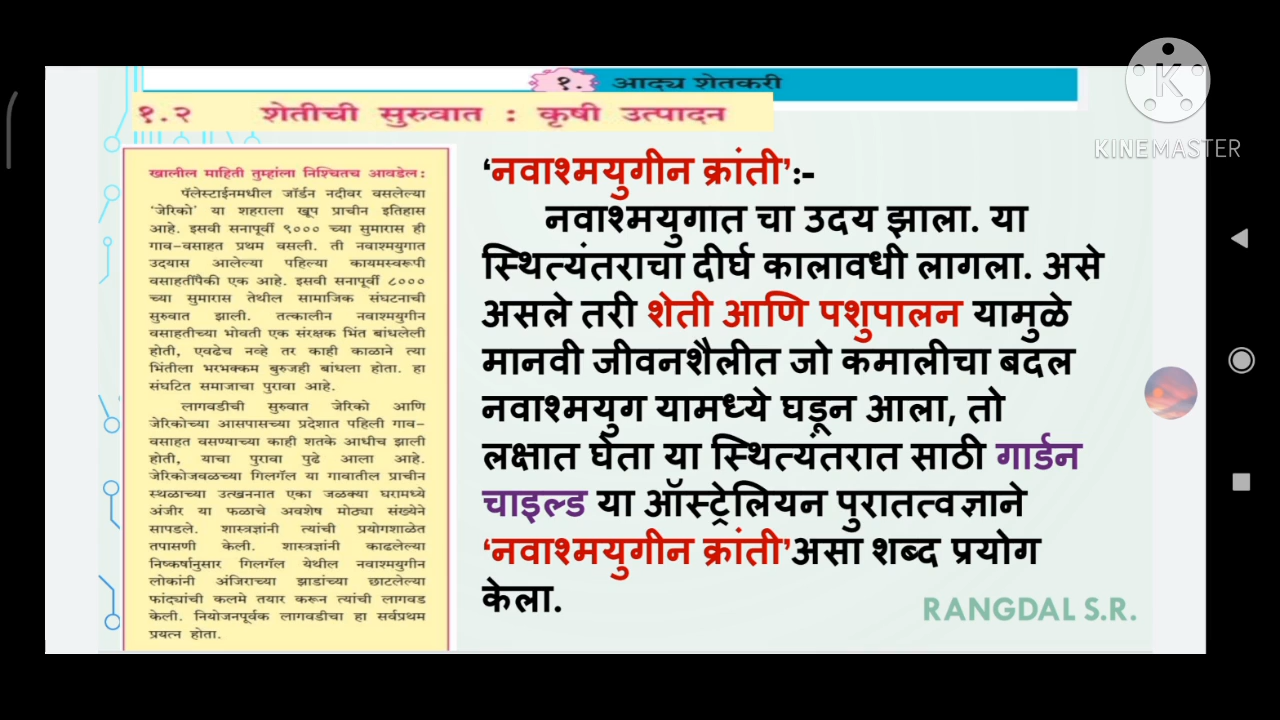 १. आद्य शेतकरी
१.२ शेतीची सुरुवात : कृषी उत्पादन
खालील माहिती तुम्हांला निश्चितच आवडेल:
पॅलेस्टाईनमधील जॉर्डन नदीवर वसलेल्या
'जेरिको' या शहराला खूप प्राचीन इतिहास
आहे. इसवी सनापूर्वी ९००० च्या सुमारास ही
गाव-वसाहत प्रथम वसली. ती नवाश्मयुगात
उदयास आलेल्या पहिल्या कायमस्वरूपी
वसाहतींपैकी एक आहे. इसवी सनापूर्वी ८०००
च्या सुमारास तेथील सामाजिक संघटनाची
सुरुवात झाली. तत्कालीन नवाश्मयुगीन
वसाहतीच्या भोवती एक संरक्षक भिंत बांधलेली
होती, एवढेच नव्हे तर काही काळाने त्या
भिंतीला भरभक्कम बुरुजही बांधला होता. हा
संघटित समाजाचा पुरावा आहे.
लागवडीची सुरुवात जेरिको आणि
जेरिकोच्या आसपासच्या प्रदेशात पहिली गाव-
वसाहत वसण्याच्या काही शतके आधीच झाली
होती, याचा पुरावा पुढे आला आहे.
जेरिकोजवळच्या गिलगॅल या गावातील प्राचीन
स्थळाच्या उत्खननात एका जळक्या घरामध्ये
अंजीर या फळाचे अवशेष मोठ्या संख्येने
सापडले. शास्त्रज्ञांनी त्यांची प्रयोगशाळेत
तपासणी केली. शास्त्रज्ञांनी काढलेल्या
निष्कर्षानुसार गिलगॅल येथील नवाश्मयुगीन
लोकांनी अंजिराच्या झाडांच्या छाटलेल्या
फांद्यांची कलमे तयार करून त्यांची लागवड
केली. नियोजनपूर्वक लागवडीचा हा सर्वप्रथम
प्रयत्न होता.
'नवाश्मयुगीन क्रांती':-
नवाश्मयुगात चा उदय झाला. या
स्थित्यंतराचा दीर्घ कालावधी लागला. असे
असले तरी शेती आणि पशुपालन यामुळे
मानवी जीवनशैलीत जो कमालीचा बदल
नवाश्मयुग यामध्ये घडून आला, तो
लक्षात घेता या स्थित्यंतरात साठी गार्डन
चाइल्ड या ऑस्ट्रेलियन पुरातत्वज्ञाने
'नवाश्मयुगीन क्रांती'असा शब्द प्रयोग
केला.
RANGDAL S.R.
K
KINEMASTER